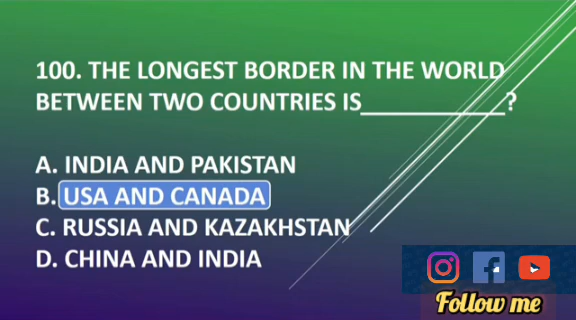 100. THE LONGEST BORDER IN THE WORLD
BETWEEN TWO COUNTRIES IS____________?
A. INDIA AND PAKISTAN
B. USA AND CANADA
C. RUSSIA AND KAZAKHSTAN
D. CHINA AND INDIA
Follow me